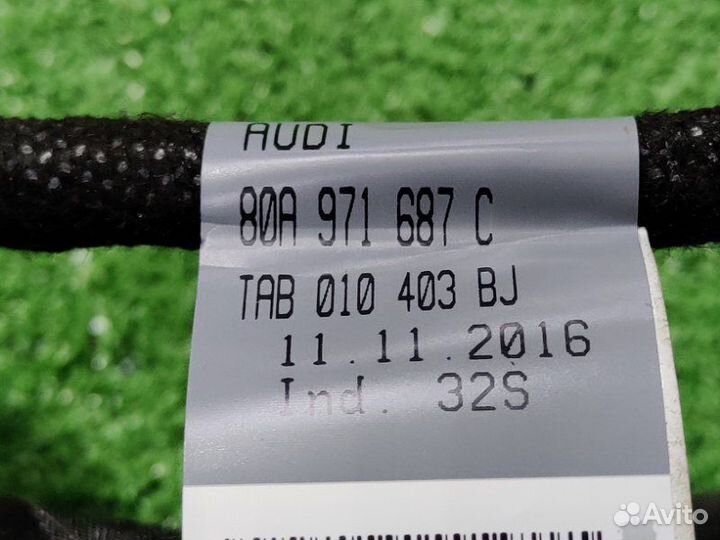 AUDI
80A 971 687 C
TAB 010 403 BJ
11.11.2016
Ind. 32S
Avito